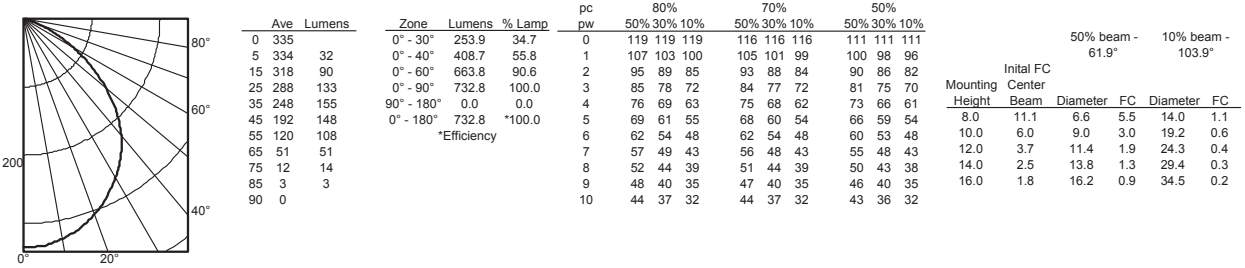 80°
60°
200
40°
0° 20°
Ave Lumens
0 335
5 334 32
15 318 90
25 288 133
35 248 155
45 192 148
55 120 108
65 51 51
75 12 14
85 3 3
90 0
Zone Lumens % Lamp
0° - 30° 253.9 34.7
0° - 40° 408.7 55.8
0° - 60° 663.8 90.6
0° - 90° 732.8 100.0
90° - 180° 0.0 0.0
0° - 180° 732.8 *100.0
*Efficiency
pc 80% 70% 50%
pw 50% 30% 10% 50% 30% 10% 50% 30% 10%
0 119 119 119 116 116 116 111 111 111
1 107 103 100 105 101 99 100 98 96
2 95 89 85 93 88 84 90 86 82
3 85 78 72 84 77 72 81 75 70
4 76 69 63 75 68 62 73 66 61
5 69 61 55 68 60 54 66 59 54
6 62 54 48 62 54 48 60 53 48
7 57 49 43 56 48 43 55 48 43
8 52 44 39 51 44 39 50 43 38
9 48 40 35 47 40 35 46 40 35
10 44 37 32 44 37 32 43 36 32
50% beam - 10% beam -
61.9° 103.9°
Inital FC
Mounting Center
Height Beam Diameter FC Diameter FC
8.0 11.1 6.6 5.5 14.0 1.1
10.0 6.0 9.0 3.0 19.2 0.6
12.0 3.7 11.4 1.9 24.3 0.4
14.0 2.5 13.8 1.3 29.4 0.3
16.0 1.8 16.2 0.9 34.5 0.2